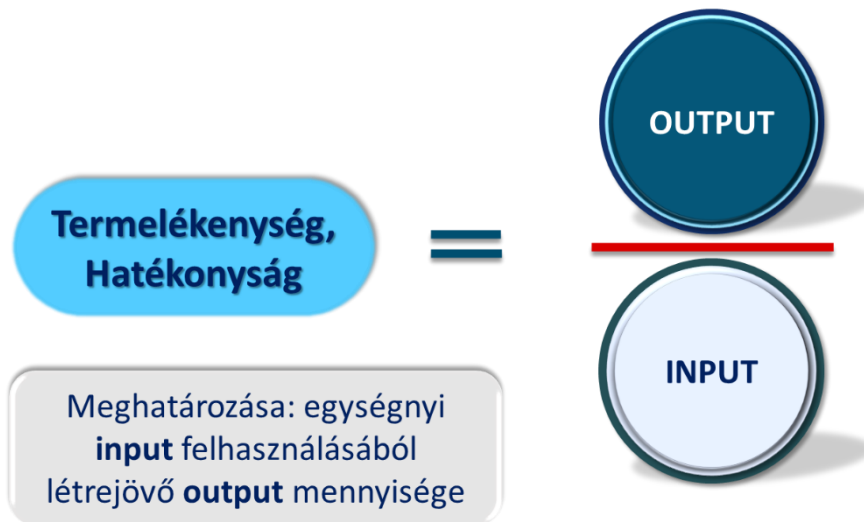 Termelékenység,
Hatékonyság
=
OUTPUT
INPUT
Meghatározása: egységnyi
input felhasználásából
létrejövő output mennyisége